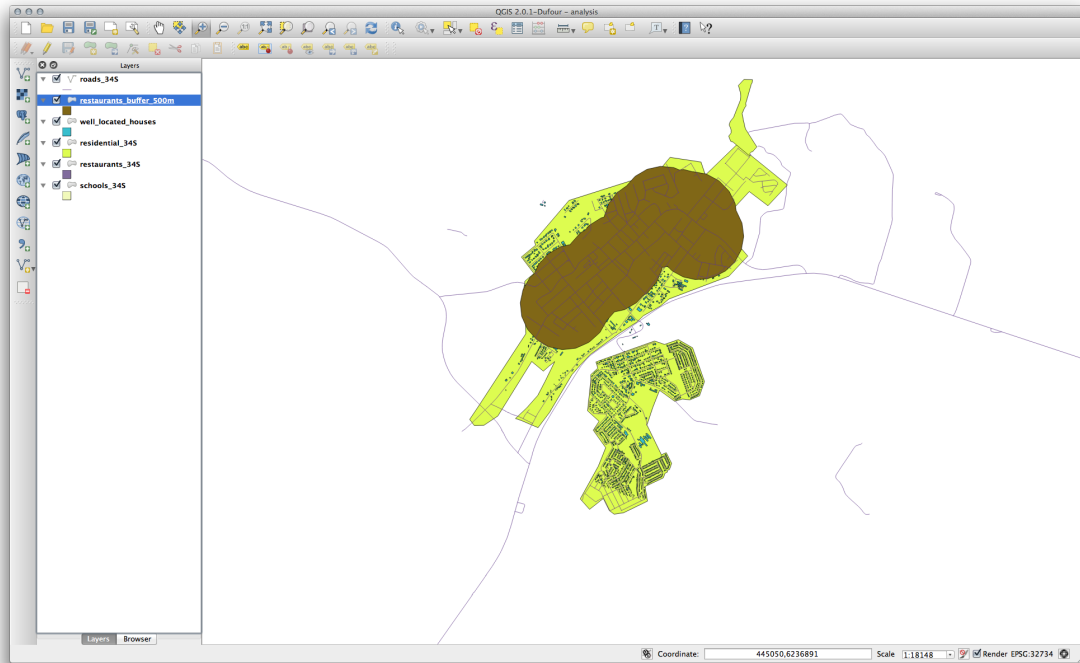 QGIS 2.0.1-Dufour - analysis
Layers
roads_34S
restaurants_buffer_500m
well_located_houses
residential_34S
restaurants_34S
schools_34S
Layers Browser
Coordinate: 445050,6236891 Scale 1:18148 Render EPSG:32734